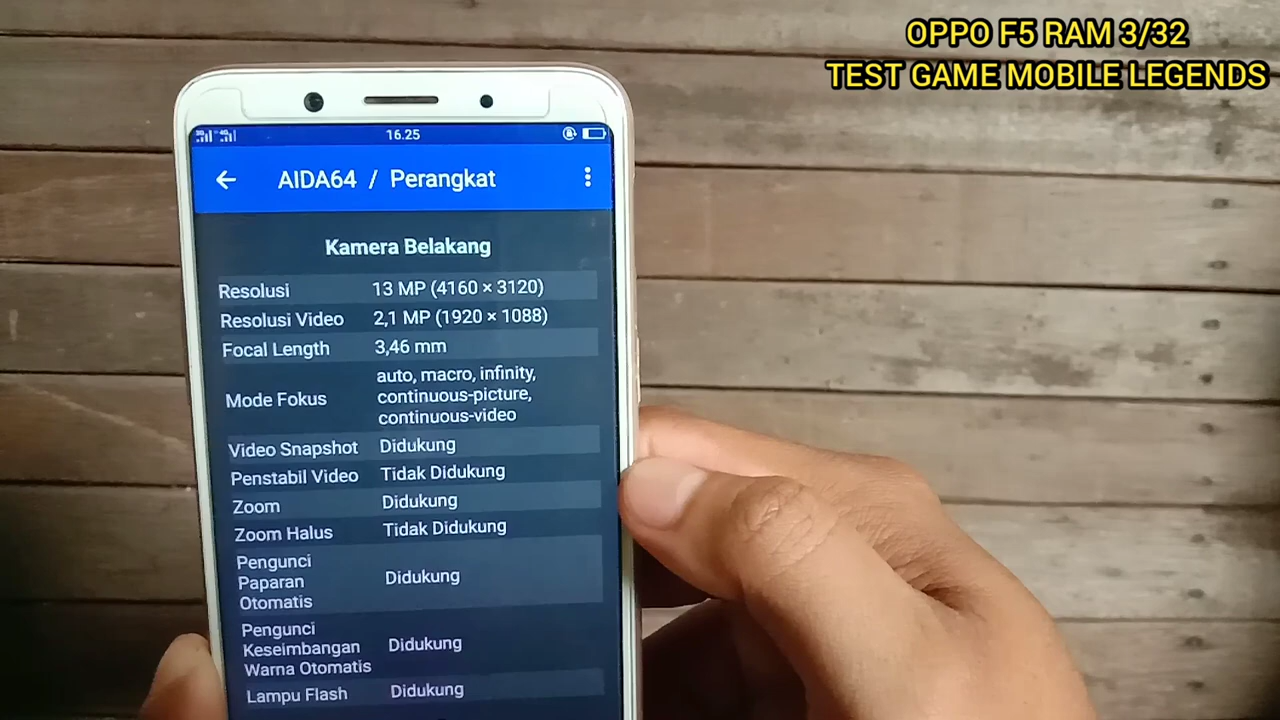 OPPO F5 RAM 3/32
TEST GAME MOBILE LEGENDS
16.25
AIDA64 / Perangkat
Kamera Belakang
Resolusi 13 MP (4160 × 3120)
Resolusi Video 2,1 MP (1920 × 1088)
Focal Length 3,46 mm
Mode Fokus auto, macro, infinity,
continuous-picture,
continuous-video
Video Snapshot Didukung
Penstabil Video Tidak Didukung
Zoom Didukung
Zoom Halus Tidak Didukung
Pengunci
Paparan
Otomatis
Didukung
Pengunci
Keseimbangan
Warna Otomatis
Didukung
Lampu Flash Didukung